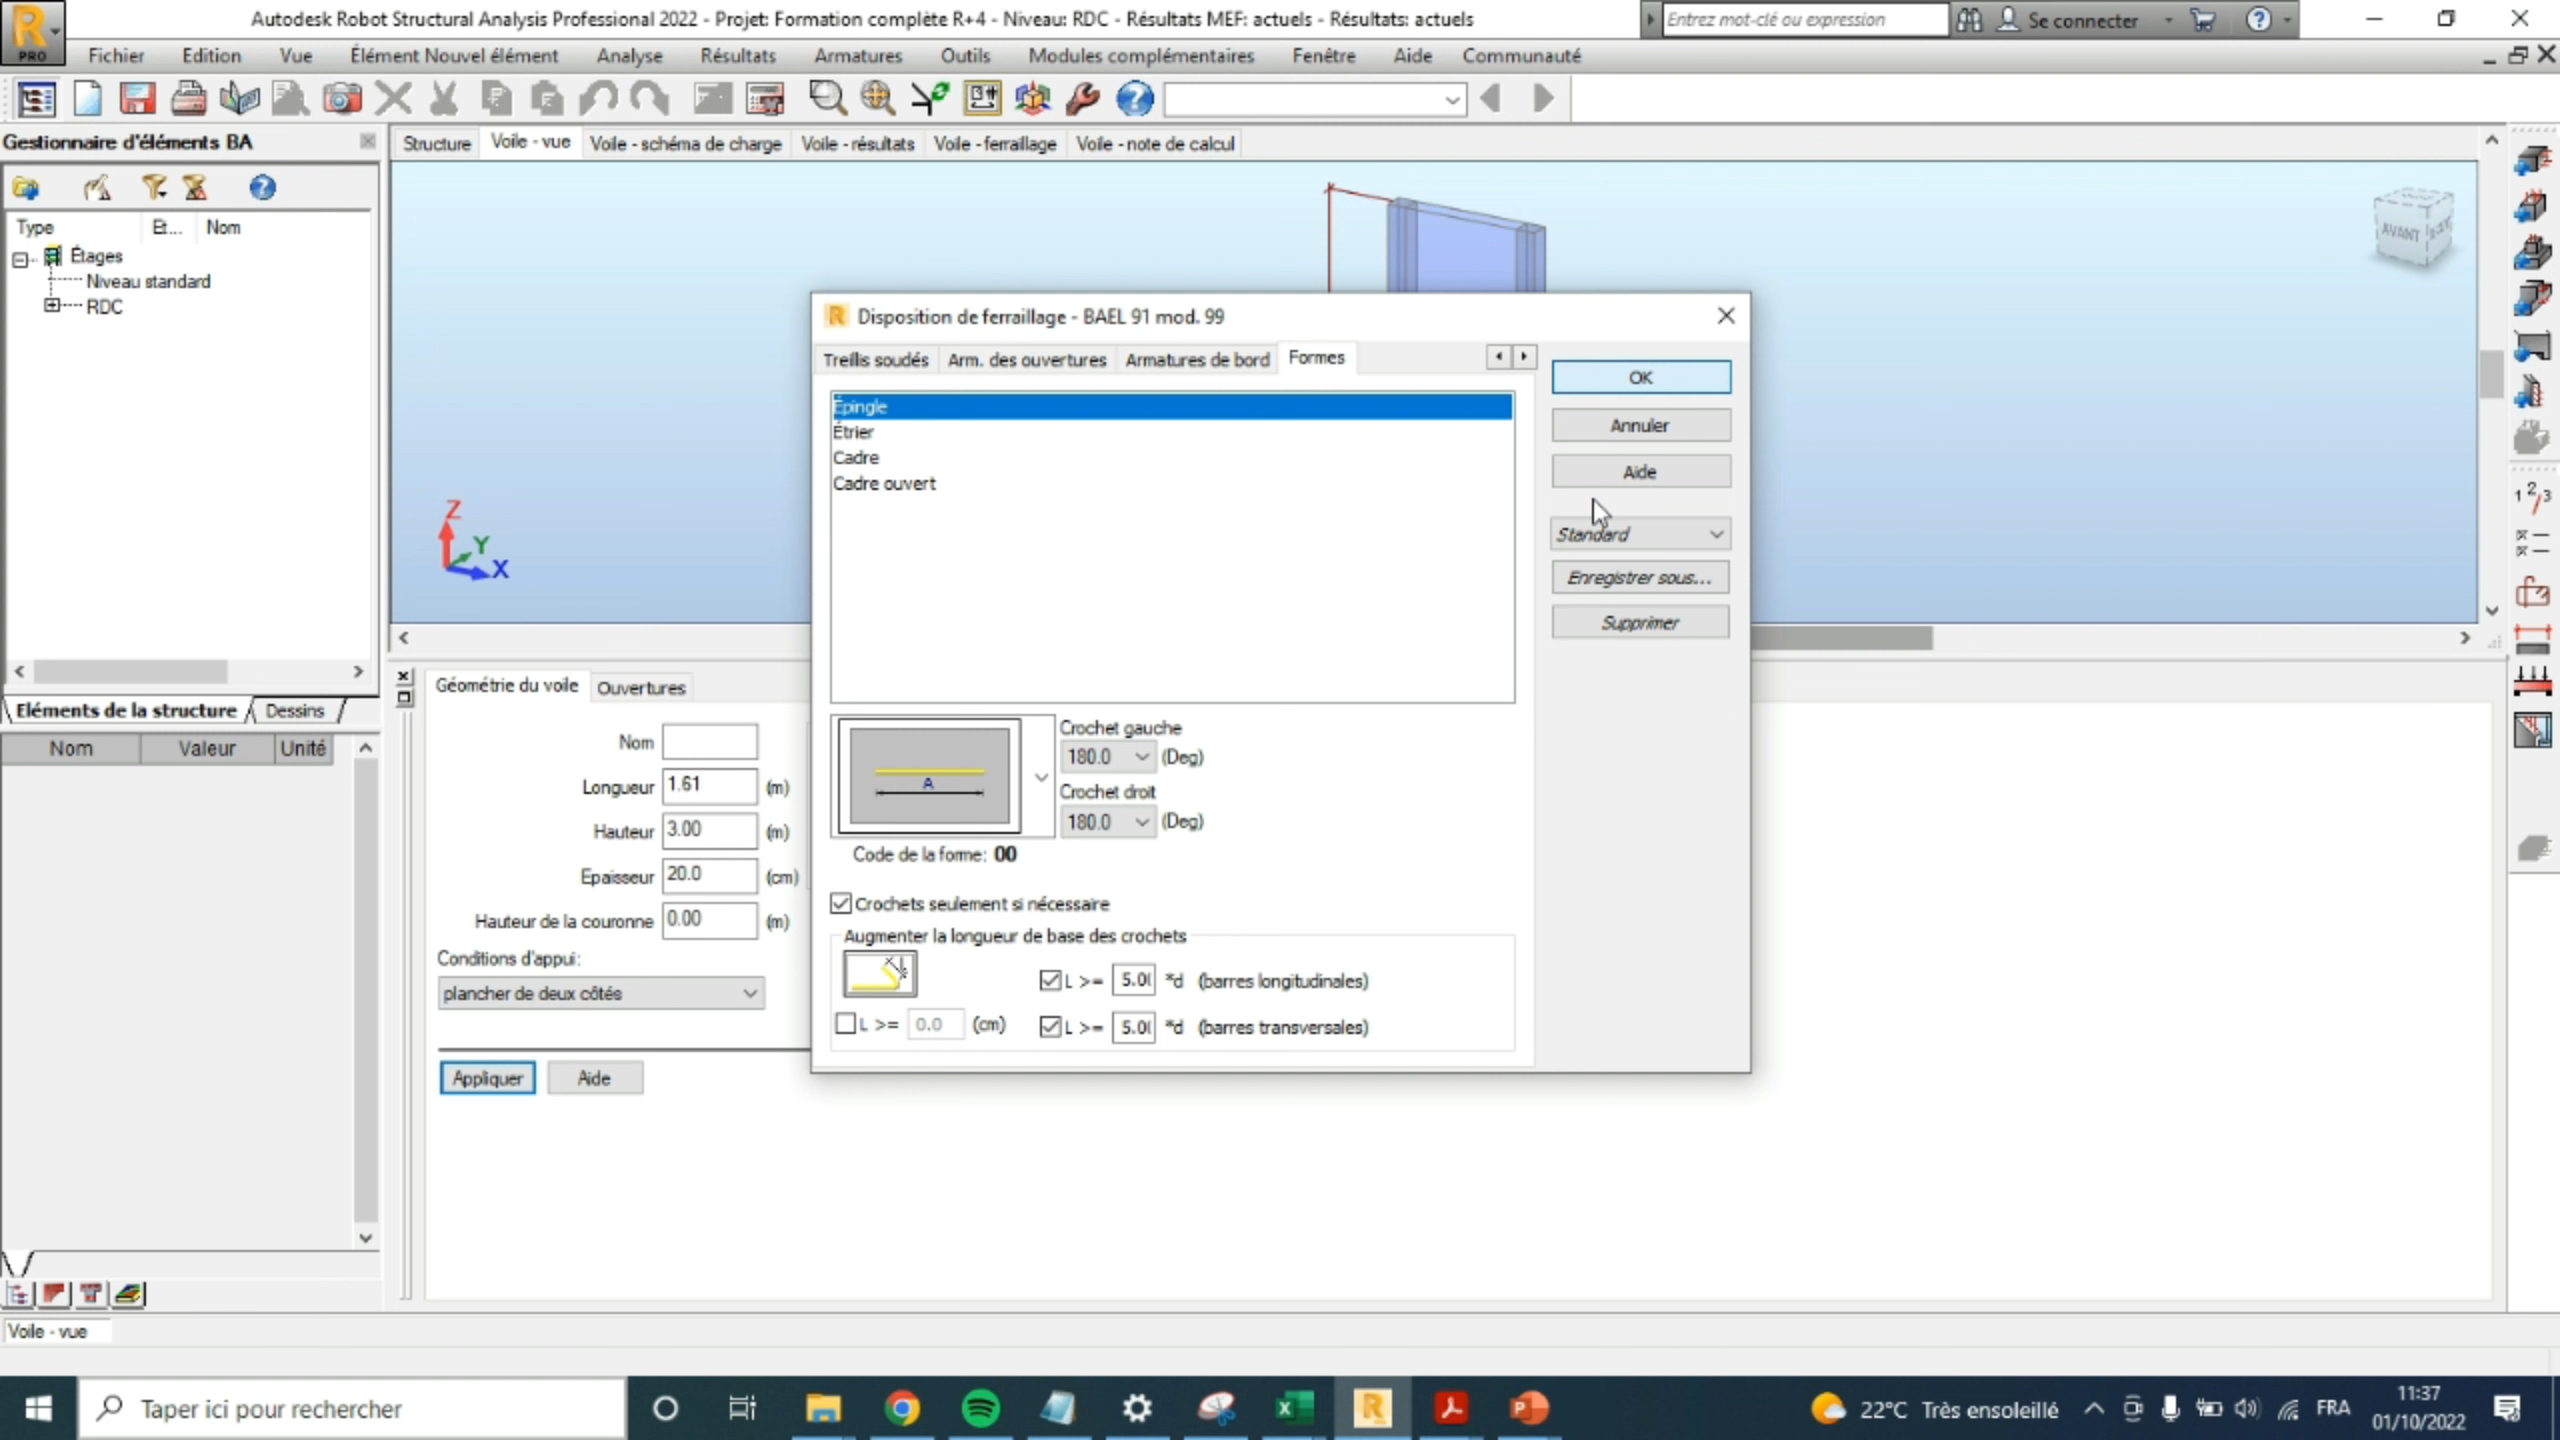 Autodesk Robot Structural Analysis Professional 2022 - Projet: Formation complète R+4 - Niveau: RDC - Résultats MEF: actuels - Résultats: actuels
Entrez mot-clé ou expression
Se connecter
PRO
Fichier Edition Vue Élément Nouvel élément Analyse Résultats Armatures Outils Modules complémentaires Fenêtre Aide Communauté
Gestionnaire d'éléments BA
Structure Voile - vue Voile - schéma de charge Voile - résultats Voile - ferraillage Voile - note de calcul
Type Et... Nom
Étages
Niveau standard
RDC
AVANT
Z
Y
X
Disposition de ferraillage - BAEL 91 mod. 99
Treillis soudés Arm. des ouvertures Armatures de bord Formes
OK
Annuler
Aide
Standard
Enregistrer sous...
Supprimer
Épingle
Étrier
Cadre
Cadre ouvert
A
Crochet gauche
180.0 (Deg)
Crochet droit
180.0 (Deg)
Code de la forme: 00
Crochets seulement si nécessaire
Augmenter la longueur de base des crochets
L >= 5.0 *d (barres longitudinales)
L >= 0.0 (cm) L >= 5.0 *d (barres transversales)
Eléments de la structure Dessins
Nom Valeur Unité
Géométrie du voile Ouvertures
Nom
Longueur 1.61 (m)
Hauteur 3.00 (m)
Epaisseur 20.0 (cm)
Hauteur de la couronne 0.00 (m)
Conditions d'appui:
plancher de deux côtés
Appliquer Aide
Voile - vue
Taper ici pour rechercher
22°C Très ensoleillé
FRA
11:37
01/10/2022